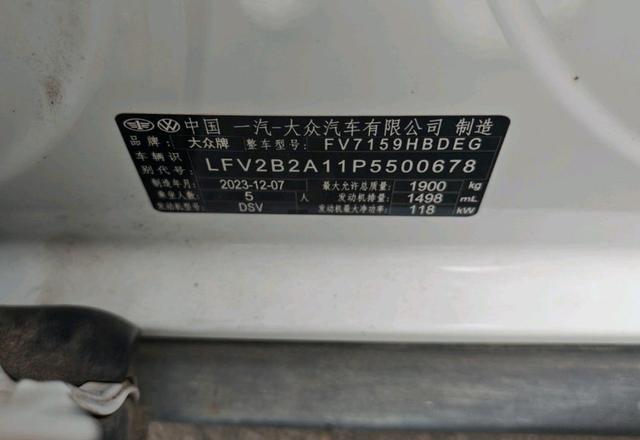 中国 一汽-大众汽车有限公司 制造
品牌: 大众牌 整车型号: FV7159HBDEG
车辆识别代号: LFV2B2A11P5500678
制造年月: 2023-12-07 最大允许总质量: 1900 kg
乘坐人数: 5 人 发动机排量: 1498 mL
发动机型号: DSV 发动机最大净功率: 118 kW